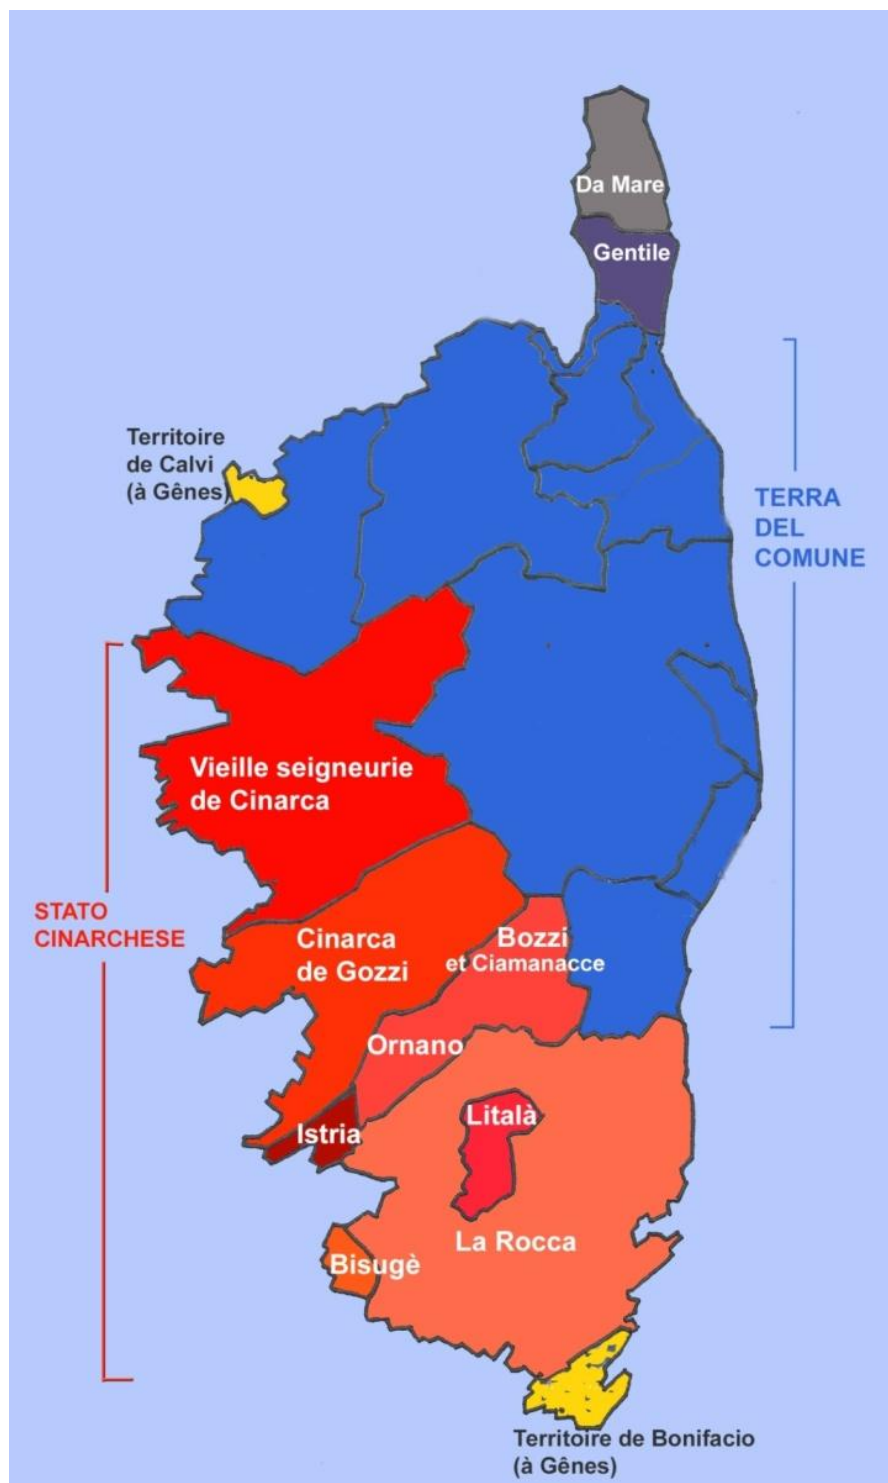 Da Mare
Gentile
Territoire
de Calvi
(à Gênes)
TERRA
DEL
COMUNE
Vieille seigneurie
de Cinarca
STATO
CINARCHESE
Cinarca
de Gozzi
Bozzi
et Ciamanacce
Ornano
Istria
Litalà
La Rocca
Bisugè
Territoire de Bonifacio
(à Gênes)